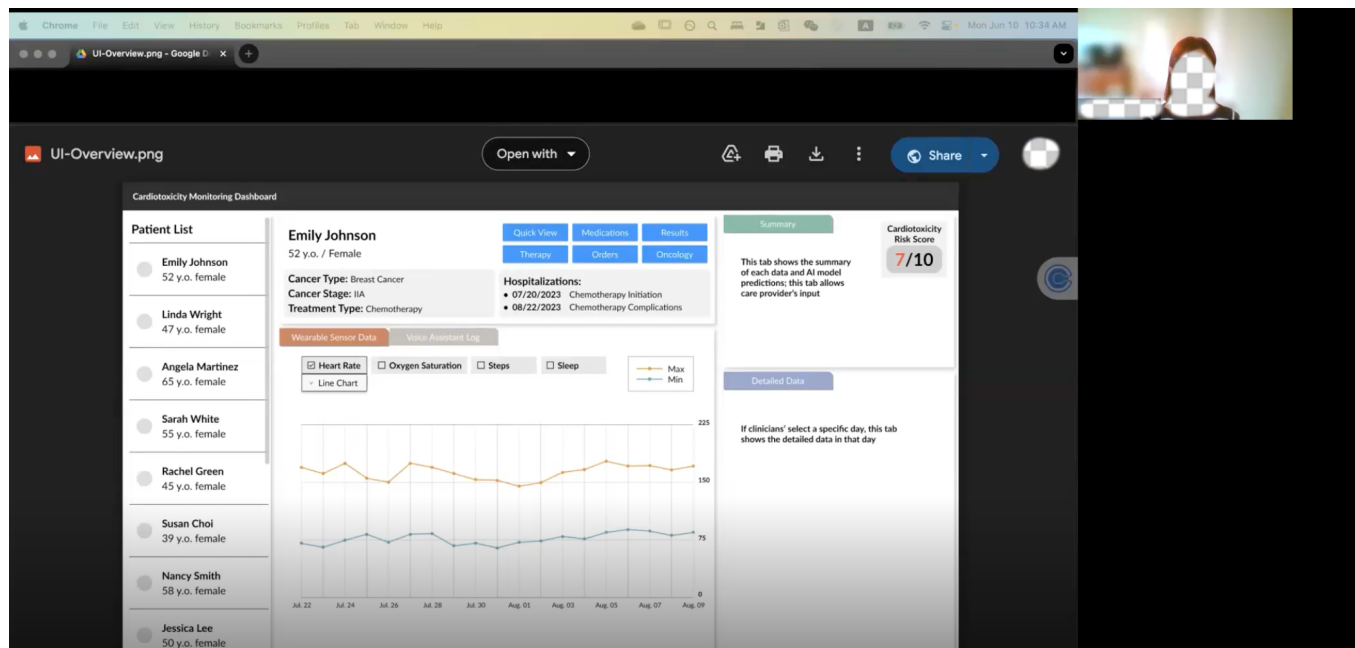 Chrome File Edit View History Bookmarks Profiles Tab Window Help
Mon Jun 10 10:34 AM
UI-Overview.png - Google D
UI-Overview.png
Open with
Share
Cardiotoxicity Monitoring Dashboard
Patient List
Emily Johnson
52 y.o. female
Linda Wright
47 y.o. female
Angela Martinez
65 y.o. female
Sarah White
55 y.o. female
Rachel Green
45 y.o. female
Susan Choi
39 y.o. female
Nancy Smith
58 y.o. female
Jessica Lee
50 y.o. female
Emily Johnson
52 y.o. / Female
Quick View Medications Results
Therapy Orders Oncology
Cancer Type: Breast Cancer
Cancer Stage: IIA
Treatment Type: Chemotherapy
Hospitalizations:
• 07/20/2023 Chemotherapy Initiation
• 08/22/2023 Chemotherapy Complications
Wearable Sensor Data Voice Assistant Log
Heart Rate Oxygen Saturation Steps Sleep
Line Chart
Max
Min
225
150
75
0
Jul. 22 Jul. 24 Jul. 26 Jul. 28 Jul. 30 Aug. 01 Aug. 03 Aug. 05 Aug. 07 Aug. 09
Summary
This tab shows the summary
of each data and AI model
predictions; this tab allows
care provider's input
Cardiotoxicity
Risk Score
7/10
Detailed Data
If clinicians' select a specific day, this tab
shows the detailed data in that day